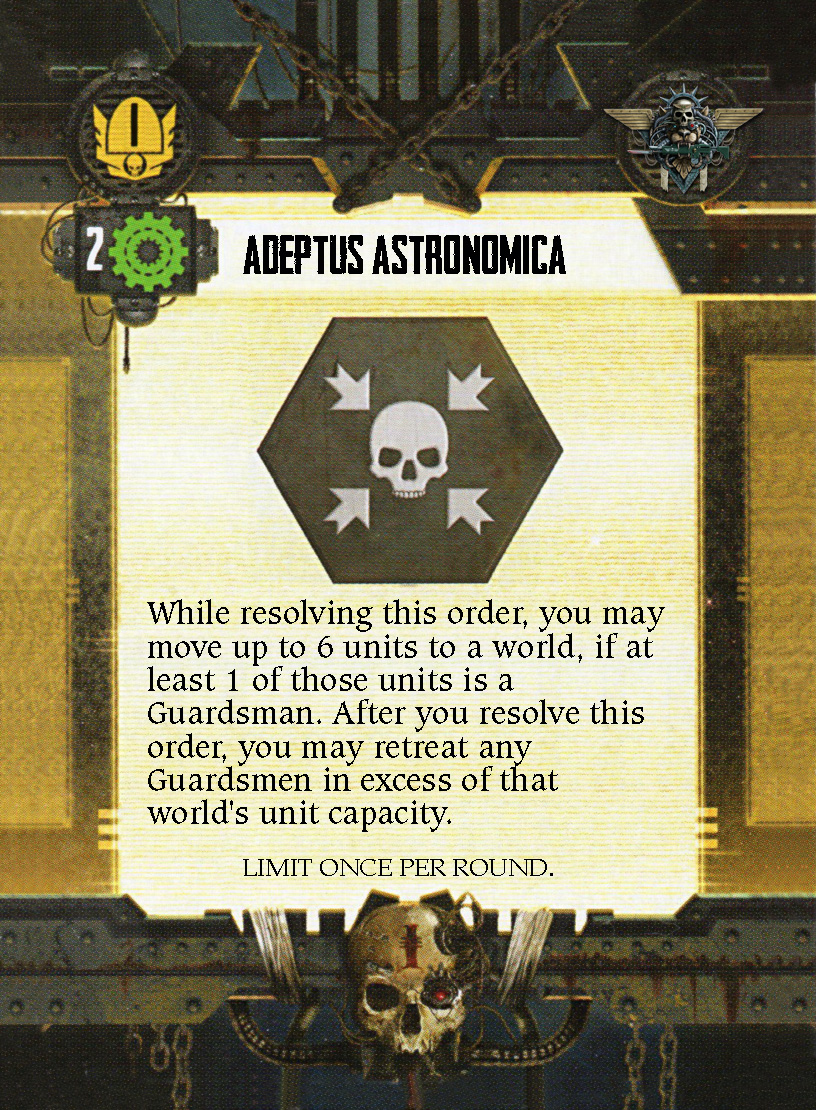 1
2
ADEPTUS ASTRONOMICA
While resolving this order, you may
move up to 6 units to a world, if at
least 1 of those units is a
Guardsman. After you resolve this
order, you may retreat any
Guardsmen in excess of that
world's unit capacity.
LIMIT ONCE PER ROUND.
I